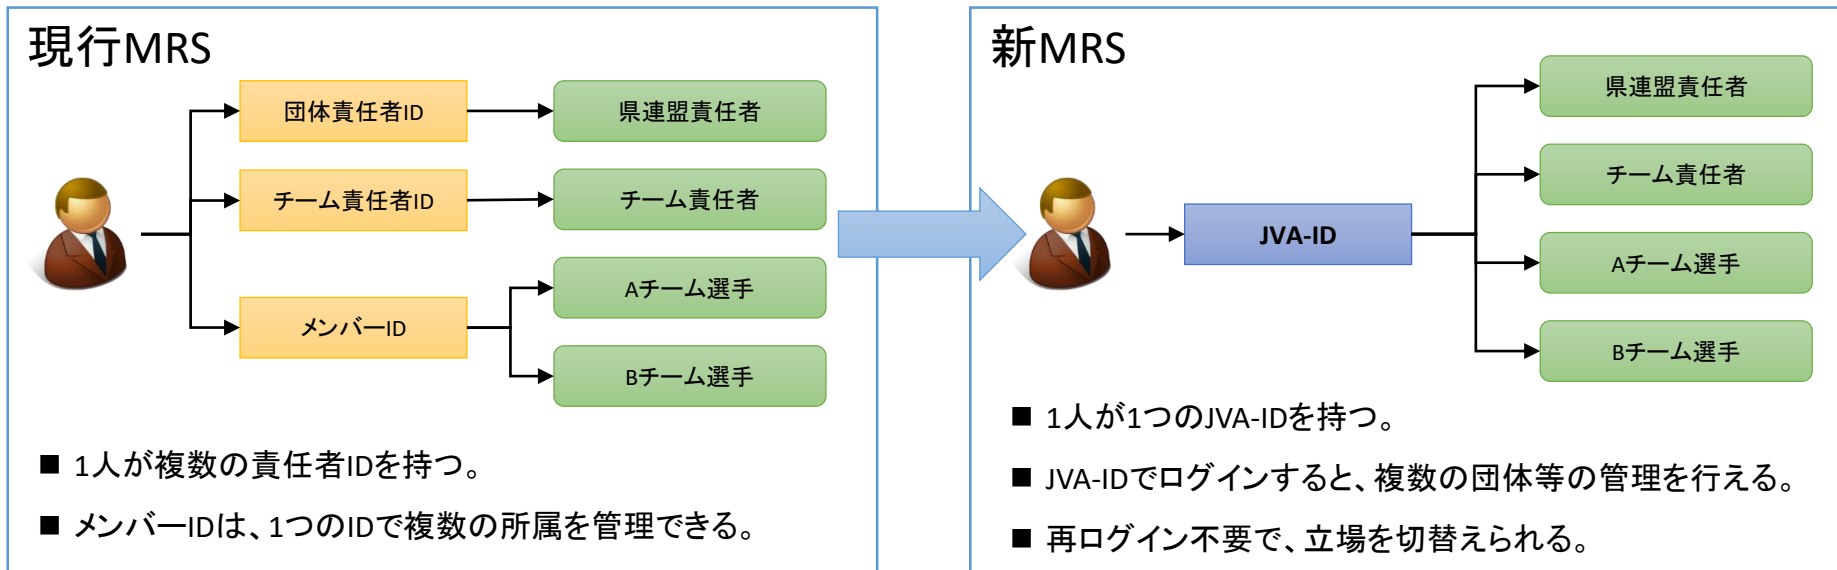 現行MRS
団体責任者ID
県連盟責任者
チーム責任者ID
チーム責任者
メンバーID
Aチーム選手
Bチーム選手
■ 1人が複数の責任者IDを持つ。
■ メンバーIDは、1つのIDで複数の所属を管理できる。
新MRS
JVA-ID
県連盟責任者
チーム責任者
Aチーム選手
Bチーム選手
■ 1人が1つのJVA-IDを持つ。
■ JVA-IDでログインすると、複数の団体等の管理を行える。
■ 再ログイン不要で、立場を切替えられる。